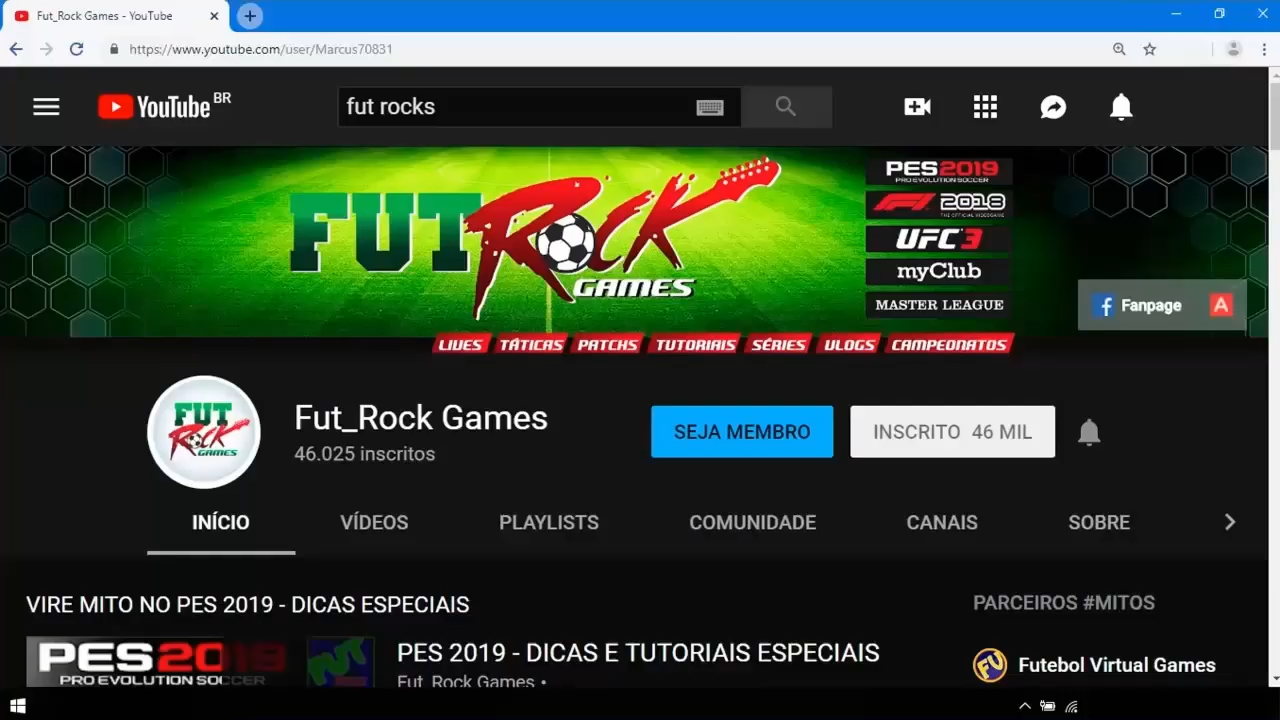 Fut_Rock Games - YouTube
https://www.youtube.com/user/Marcus70831
YouTube BR
fut rocks
FUT ROCK GAMES
PES2019
PRO EVOLUTION SOCCER
F1 2018
THE OFFICIAL VIDEOGAME
UFC 3
myClub
MASTER LEAGUE
f Fanpage A
LIVES TÁTICAS PATCHS TUTORIAIS SÉRIES VLOGS CAMPEONATOS
FUT ROCK GAMES
Fut_Rock Games
46.025 inscritos
SEJA MEMBRO
INSCRITO 46 MIL
INÍCIO VÍDEOS PLAYLISTS COMUNIDADE CANAIS SOBRE
VIRE MITO NO PES 2019 - DICAS ESPECIAIS
PARCEIROS #MITOS
PES2019
PRO EVOLUTION SOCCER
FUT
PES 2019 - DICAS E TUTORIAIS ESPECIAIS
Fut_Rock Games •
FV Futebol Virtual Games